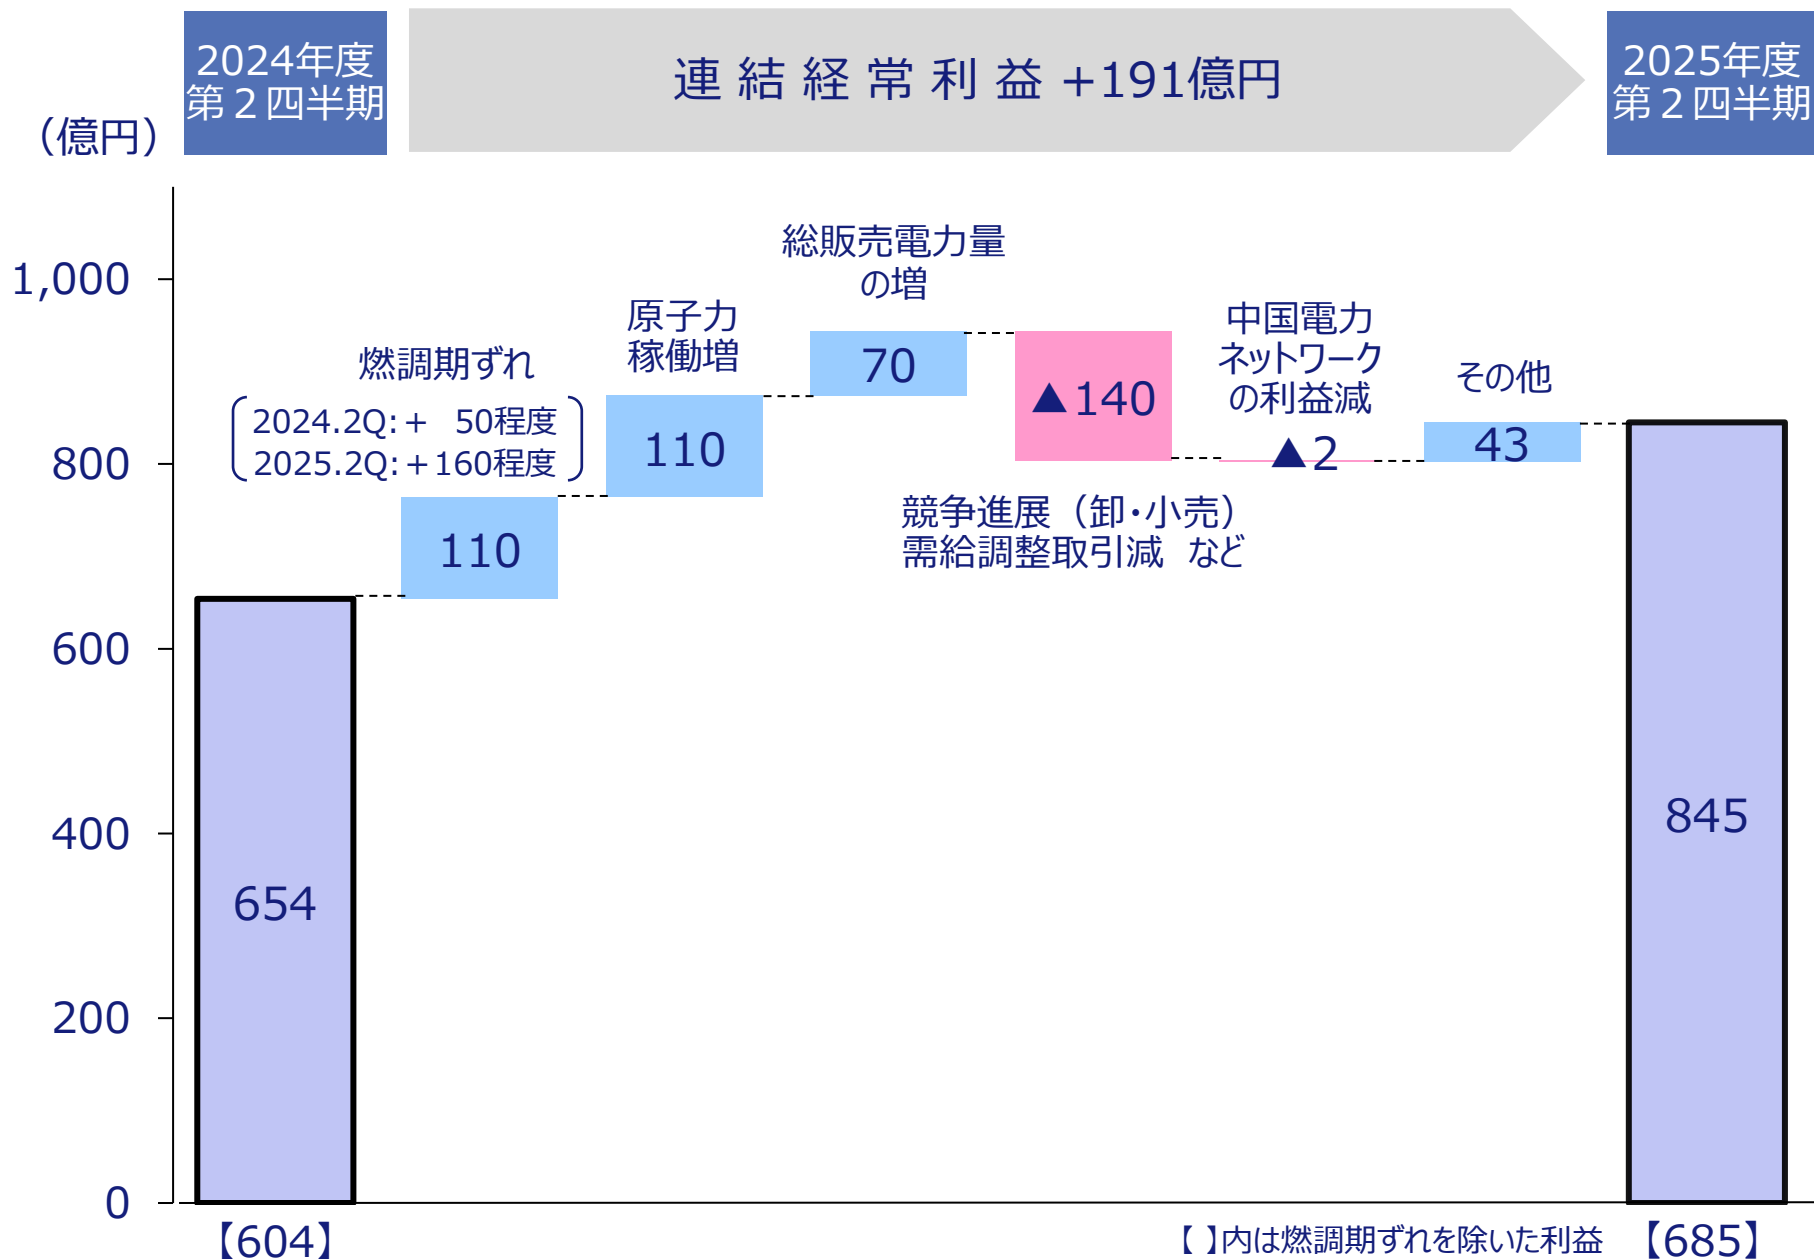 2024年度
第２四半期
連結経常利益 +191億円
2025年度
第２四半期
（億円）
1,000
800
600
400
200
0
総販売電力量
の増
原子力
稼働増
燃調期ずれ
2024.2Q：＋ 50程度
2025.2Q：＋160程度
中国電力
ネットワーク
の利益減
その他
競争進展（卸・小売）
需給調整取引減 など
654
110
110
70
▲140
▲2
43
845
【604】
【 】内は燃調期ずれを除いた利益
【685】